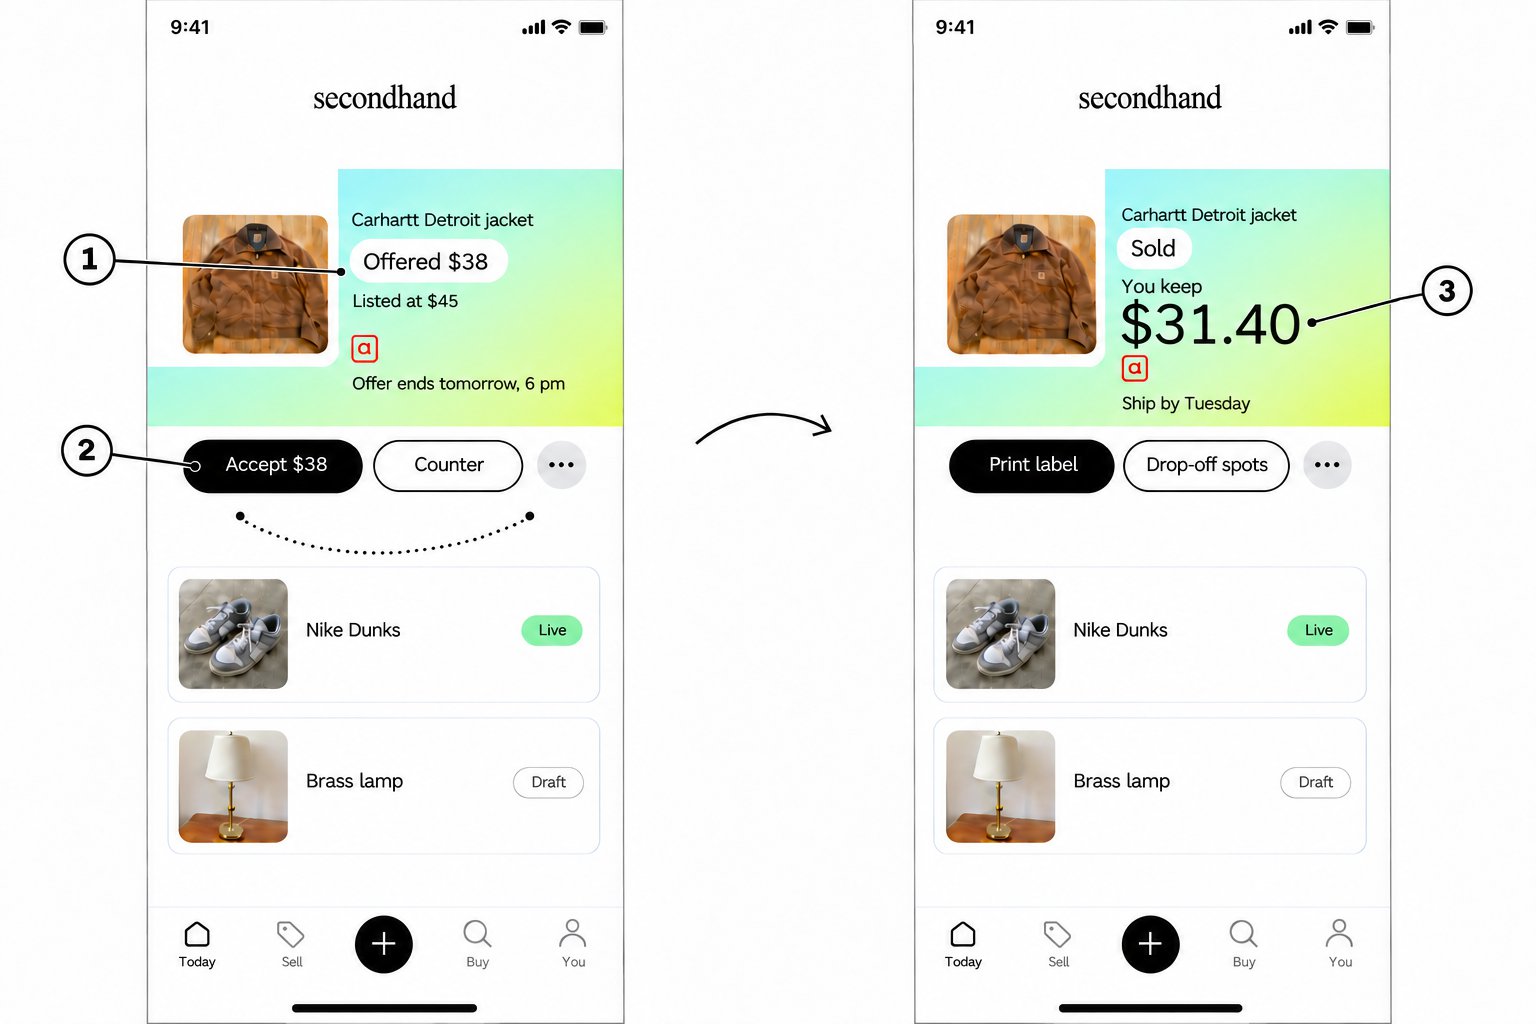 9:41
secondhand
Carhartt Detroit jacket
Offered $38
Listed at $45
a
Offer ends tomorrow, 6 pm
1
2
Accept $38
Counter
Nike Dunks
Live
Brass lamp
Draft
Today
Sell
Buy
You
9:41
secondhand
Carhartt Detroit jacket
Sold
You keep
$31.40
a
Ship by Tuesday
3
Print label
Drop-off spots
Nike Dunks
Live
Brass lamp
Draft
Today
Sell
Buy
You